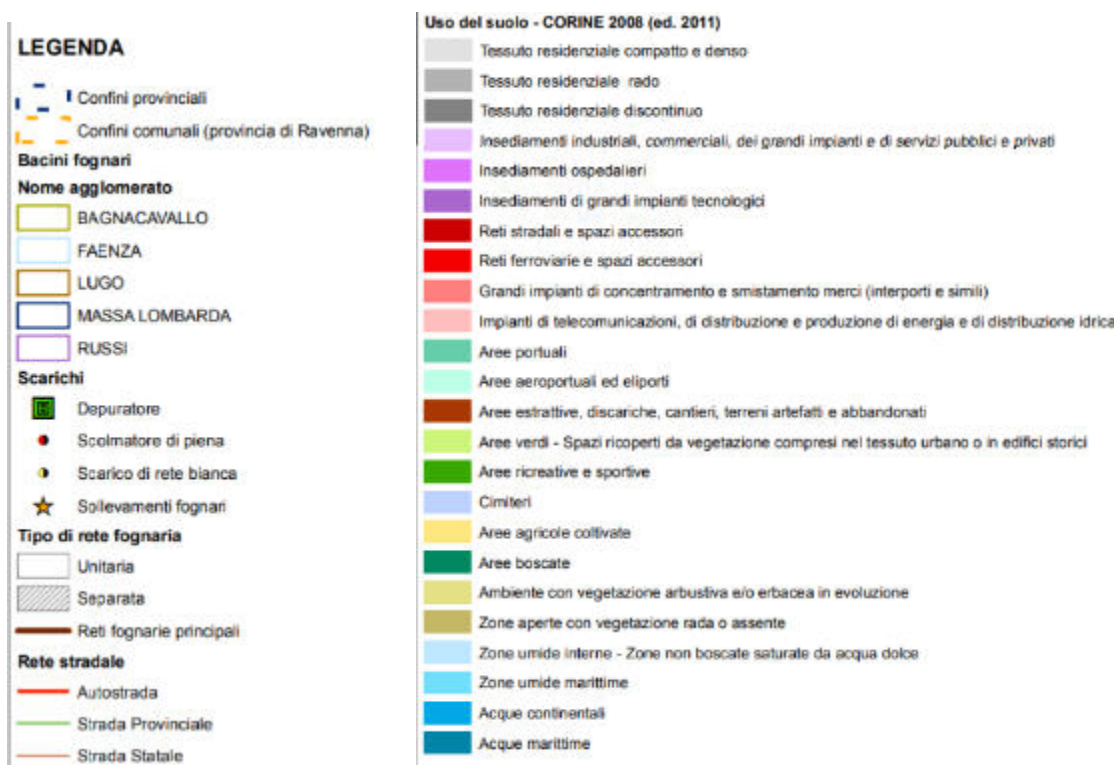 LEGENDA
Confini provinciali
Confini comunali (provincia di Ravenna)
Bacini fognari
Nome agglomerato
BAGNACAVALLO
FAENZA
LUGO
MASSA LOMBARDA
RUSSI
Scarichi
Depuratore
Scolmatore di piena
Scarico di rete bianca
Sollevamenti fognari
Tipo di rete fognaria
Unitaria
Separata
Reti fognarie principali
Rete stradale
Autostrada
Strada Provinciale
Strada Statale
Uso del suolo - CORINE 2008 (ed. 2011)
Tessuto residenziale compatto e denso
Tessuto residenziale rado
Tessuto residenziale discontinuo
Insediamenti industriali, commerciali, dei grandi impianti e di servizi pubblici e privati
Insediamenti ospedalieri
Insediamenti di grandi impianti tecnologici
Reti stradali e spazi accessori
Reti ferroviarie e spazi accessori
Grandi impianti di concentramento e smistamento merci (interporti e simili)
Impianti di telecomunicazioni, di distribuzione e produzione di energia e di distribuzione idrica
Aree portuali
Aree aeroportuali ed eliporti
Aree estrattive, discariche, cantieri, terreni artefatti e abbandonati
Aree verdi - Spazi ricoperti da vegetazione compresi nel tessuto urbano o in edifici storici
Aree ricreative e sportive
Cimiteri
Aree agricole coltivate
Aree boscate
Ambiente con vegetazione arbustiva e/o erbacea in evoluzione
Zone aperte con vegetazione rada o assente
Zone umide interne - Zone non boscate saturate da acqua dolce
Zone umide marittime
Acque continentali
Acque marittime